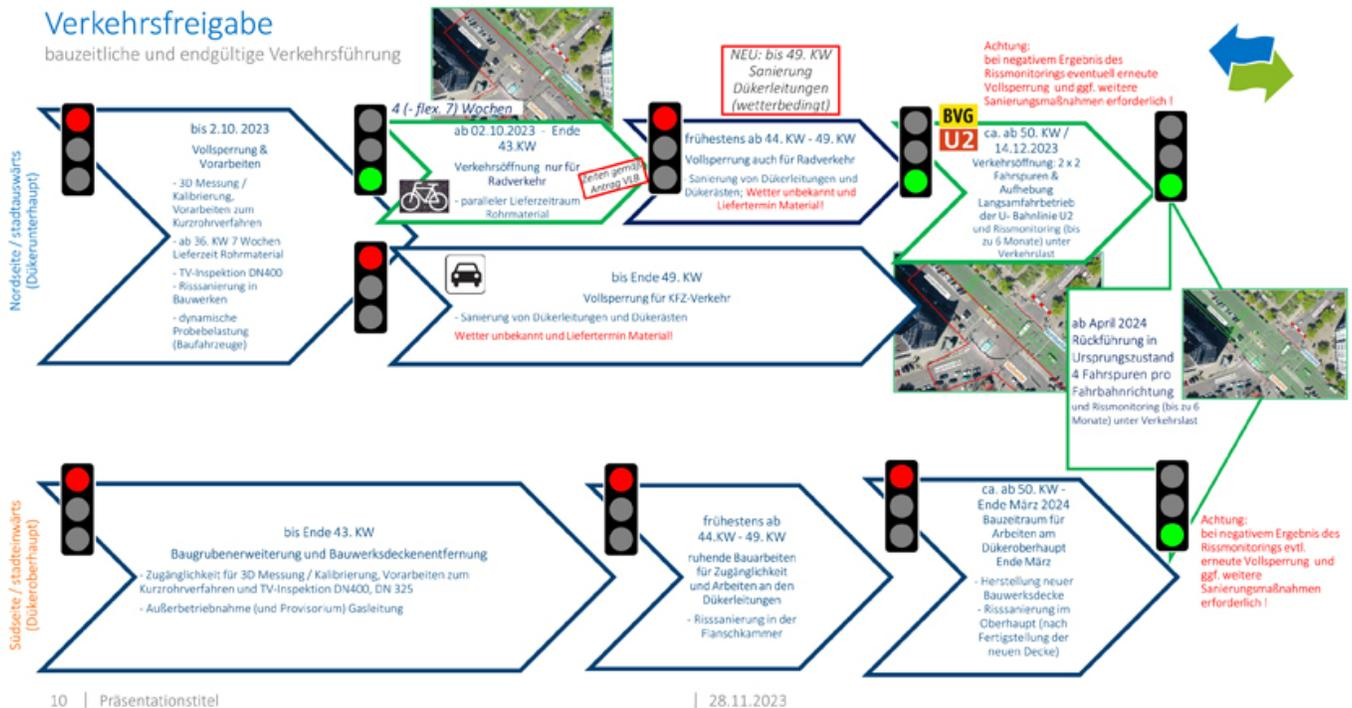 Verkehrsfreigabe
bauzeitliche und endgültige Verkehrsführung
Nordseite / stadtauswärts
(Dükerunterhaupt)
bis 2.10. 2023
Vollsperrung &
Vorarbeiten
- 3D Messung /
Kalibrierung,
Vorarbeiten zum
Kurzrohrverfahren
- ab 36. KW 7 Wochen
Lieferzeit Rohrmaterial
- TV-Inspektion DN400
- Risssanierung in
Bauwerken
- dynamische
Probebelastung
(Baufahrzeuge)
4 (- flex. 7) Wochen
ab 02.10.2023 - Ende
43.KW
Verkehrsöffnung nur für
Radverkehr
- paralleler Lieferzeitraum
Rohrmaterial
Zeiten gemäß
Antrag VLB
NEU: bis 49. KW
Sanierung
Dükerleitungen
(wetterbedingt)
frühestens ab 44. KW - 49. KW
Vollsperrung auch für Radverkehr
- Sanierung von Dükerleitungen und
Dükerästen; Wetter unbekannt und
Liefertermin Material!
bis Ende 49. KW
Vollsperrung für KFZ-Verkehr
- Sanierung von Dükerleitungen und Dükerästen
Wetter unbekannt und Liefertermin Material!
BVG
U2
Achtung:
bei negativem Ergebnis des
Rissmonitorings eventuell erneute
Vollsperrung und ggf. weitere
Sanierungsmaßnahmen erforderlich !
ca. ab 50. KW /
14.12.2023
Verkehrsöffnung: 2 x 2
Fahrspuren &
Aufhebung
Langsamfahrbetrieb
der U- Bahnlinie U2
und Rissmonitoring (bis
zu 6 Monate) unter
Verkehrslast
ab April 2024
Rückführung in
Ursprungszustand
4 Fahrspuren pro
Fahrbahnrichtung
und Rissmonitoring (bis zu 6
Monate) unter Verkehrslast
Südseite / stadteinwärts
(Dükeroberhaupt)
bis Ende 43. KW
Baugrubenerweiterung und Bauwerksdeckenentfernung
- Zugänglichkeit für 3D Messung / Kalibrierung, Vorarbeiten zum
Kurzrohrverfahren und TV-Inspektion DN400, DN 325
- Außerbetriebnahme (und Provisorium) Gasleitung
frühestens ab
44.KW - 49. KW
ruhende Bauarbeiten
für Zugänglichkeit
und Arbeiten an den
Dükerleitungen
- Risssanierung in der
Flanschkammer
ca. ab 50. KW -
Ende März 2024
Bauzeitraum für
Arbeiten am
Dükeroberhaupt
Ende März
- Herstellung neuer
Bauwerksdecke
- Risssanierung im
Oberhaupt (nach
Fertigstellung der
neuen Decke)
Achtung:
bei negativem Ergebnis des
Rissmonitorings evtl.
erneute Vollsperrung und
ggf. weitere
Sanierungsmaßnahmen
erforderlich !
10 | Präsentationstitel | 28.11.2023